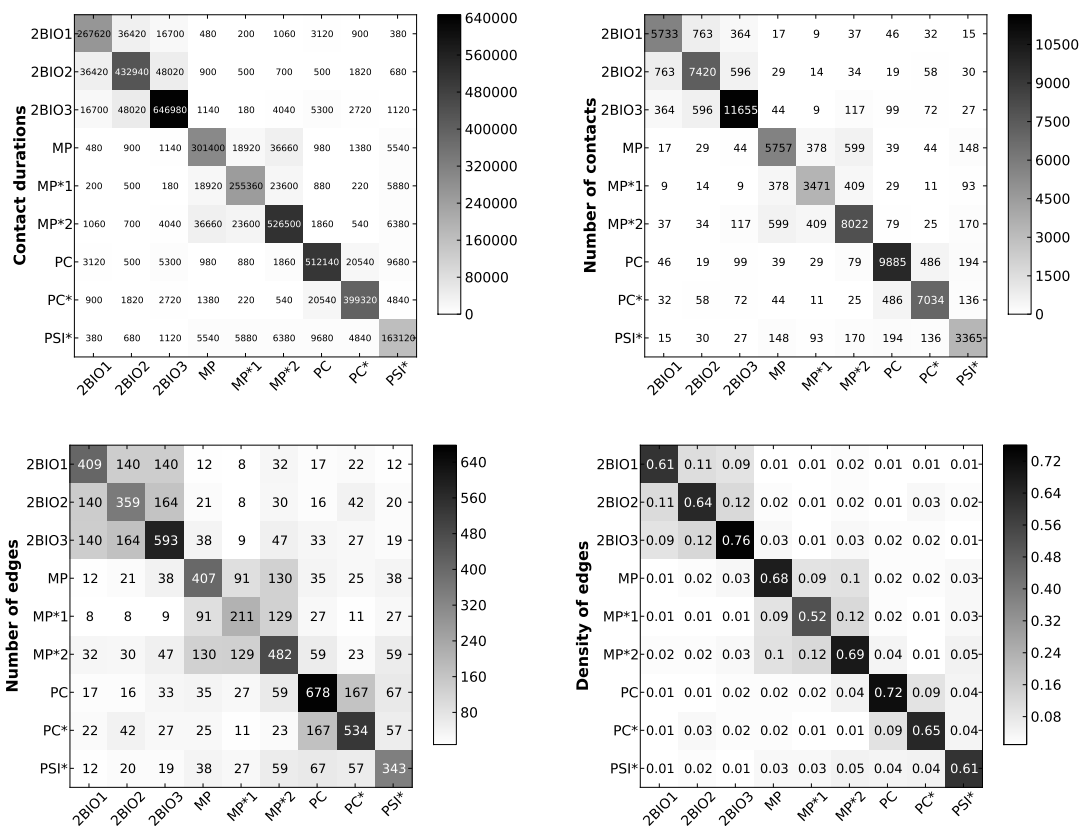 Contact durations
2BIO1 267620 36420 16700 480 200 1060 3120 900 380
2BIO2 36420 432940 48020 900 500 700 500 1820 680
2BIO3 16700 48020 646980 1140 180 4040 5300 2720 1120
MP 480 900 1140 301400 18920 36660 980 1380 5540
MP*1 200 500 180 18920 255360 23600 880 220 5880
MP*2 1060 700 4040 36660 23600 526500 1860 540 6380
PC 3120 500 5300 980 880 1860 512140 20540 9680
PC* 900 1820 2720 1380 220 540 20540 399320 4840
PSI* 380 680 1120 5540 5880 6380 9680 4840 163120
2BIO1 2BIO2 2BIO3 MP MP*1 MP*2 PC PC* PSI*
640000
560000
480000
400000
320000
240000
160000
80000
0
Number of contacts
2BIO1 5733 763 364 17 9 37 46 32 15
2BIO2 763 7420 596 29 14 34 19 58 30
2BIO3 364 596 11655 44 9 117 99 72 27
MP 17 29 44 5757 378 599 39 44 148
MP*1 9 14 9 378 3471 409 29 11 93
MP*2 37 34 117 599 409 8022 79 25 170
PC 46 19 99 39 29 79 9885 486 194
PC* 32 58 72 44 11 25 486 7034 136
PSI* 15 30 27 148 93 170 194 136 3365
2BIO1 2BIO2 2BIO3 MP MP*1 MP*2 PC PC* PSI*
10500
9000
7500
6000
4500
3000
1500
0
Number of edges
2BIO1 409 140 140 12 8 32 17 22 12
2BIO2 140 359 164 21 8 30 16 42 20
2BIO3 140 164 593 38 9 47 33 27 19
MP 12 21 38 407 91 130 35 25 38
MP*1 8 8 9 91 211 129 27 11 27
MP*2 32 30 47 130 129 482 59 23 59
PC 17 16 33 35 27 59 678 167 67
PC* 22 42 27 25 11 23 167 534 57
PSI* 12 20 19 38 27 59 67 57 343
2BIO1 2BIO2 2BIO3 MP MP*1 MP*2 PC PC* PSI*
640
560
480
400
320
240
160
80
Density of edges
2BIO1 0.61 0.11 0.09 0.01 0.01 0.02 0.01 0.01 0.01
2BIO2 0.11 0.64 0.12 0.02 0.01 0.02 0.01 0.03 0.02
2BIO3 0.09 0.12 0.76 0.03 0.01 0.03 0.02 0.02 0.01
MP 0.01 0.02 0.03 0.68 0.09 0.1 0.02 0.02 0.03
MP*1 0.01 0.01 0.01 0.09 0.52 0.12 0.02 0.01 0.03
MP*2 0.02 0.02 0.03 0.1 0.12 0.69 0.04 0.01 0.05
PC 0.01 0.01 0.02 0.02 0.02 0.04 0.72 0.09 0.04
PC* 0.01 0.03 0.02 0.02 0.01 0.01 0.09 0.65 0.04
PSI* 0.01 0.02 0.01 0.03 0.03 0.05 0.04 0.04 0.61
2BIO1 2BIO2 2BIO3 MP MP*1 MP*2 PC PC* PSI*
0.72
0.64
0.56
0.48
0.40
0.32
0.24
0.16
0.08